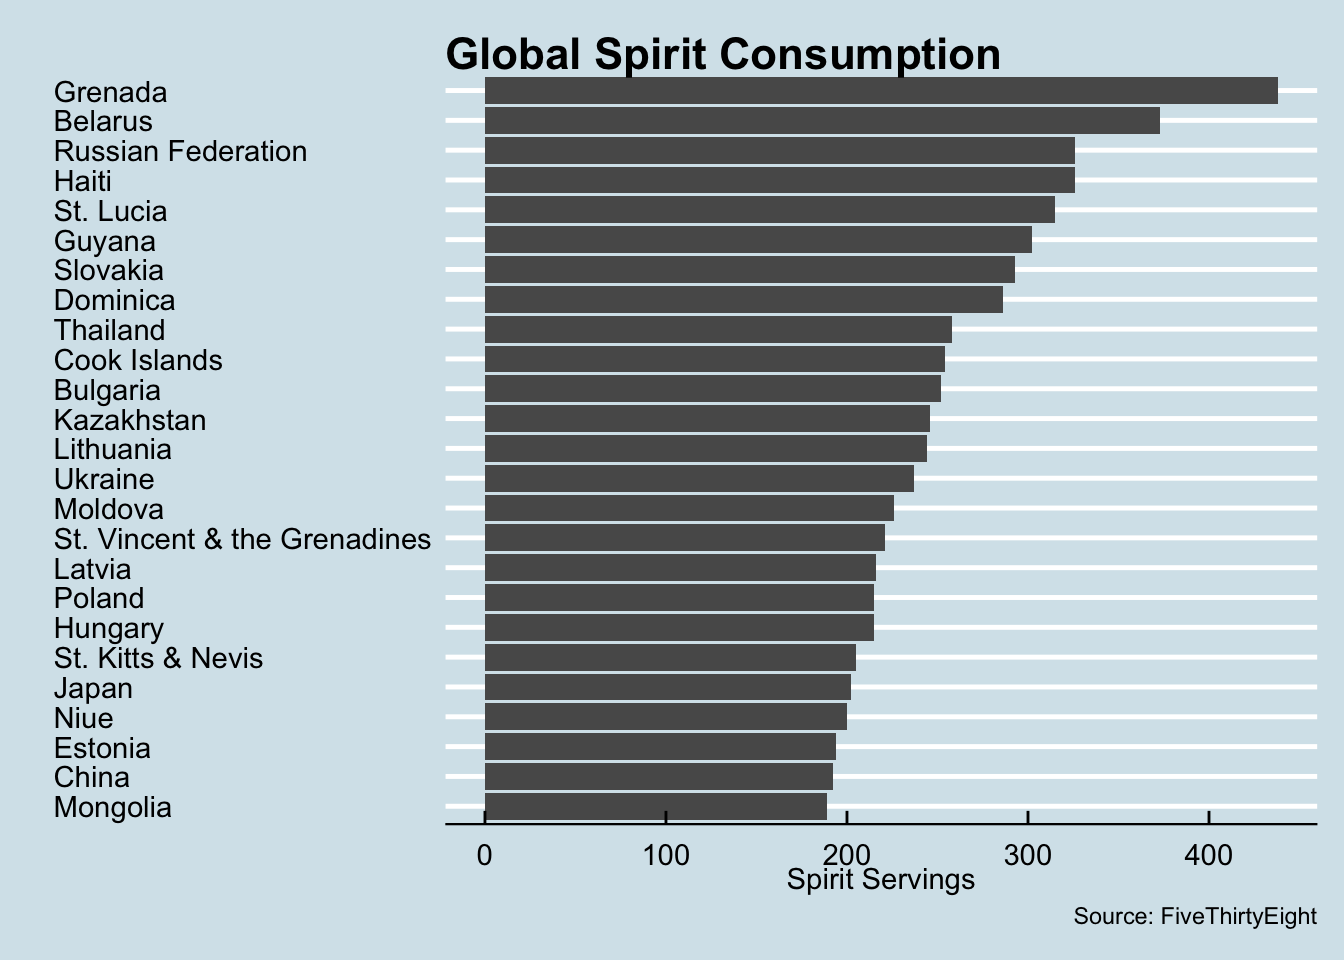 Global Spirit Consumption
Grenada
Belarus
Russian Federation
Haiti
St. Lucia
Guyana
Slovakia
Dominica
Thailand
Cook Islands
Bulgaria
Kazakhstan
Lithuania
Ukraine
Moldova
St. Vincent & the Grenadines
Latvia
Poland
Hungary
St. Kitts & Nevis
Japan
Niue
Estonia
China
Mongolia
0 100 200 300 400
Spirit Servings
Source: FiveThirtyEight